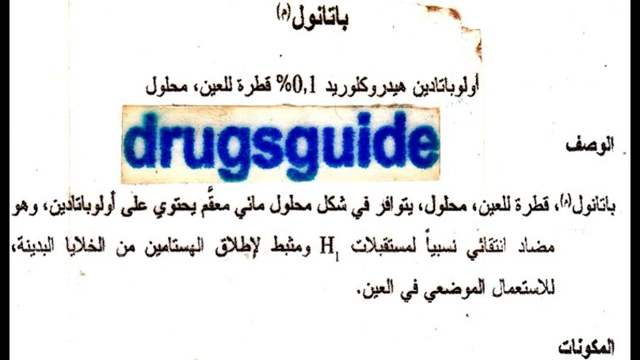 باتانول(م)
أولوباتادين هيدروكلوريد 0,1% قطرة للعين، محلول
drugsguide
الوصف
باتانول(م)، قطرة للعين، محلول، يتوافر في شكل محلول مائي معقَّم يحتوي على أولوباتادين، وهو
مضاد انتقائي نسبياً لمستقبلات H1 ومثبط لإطلاق الهستامين من الخلايا البدينة،
للاستعمال الموضعي في العين.
المكونات